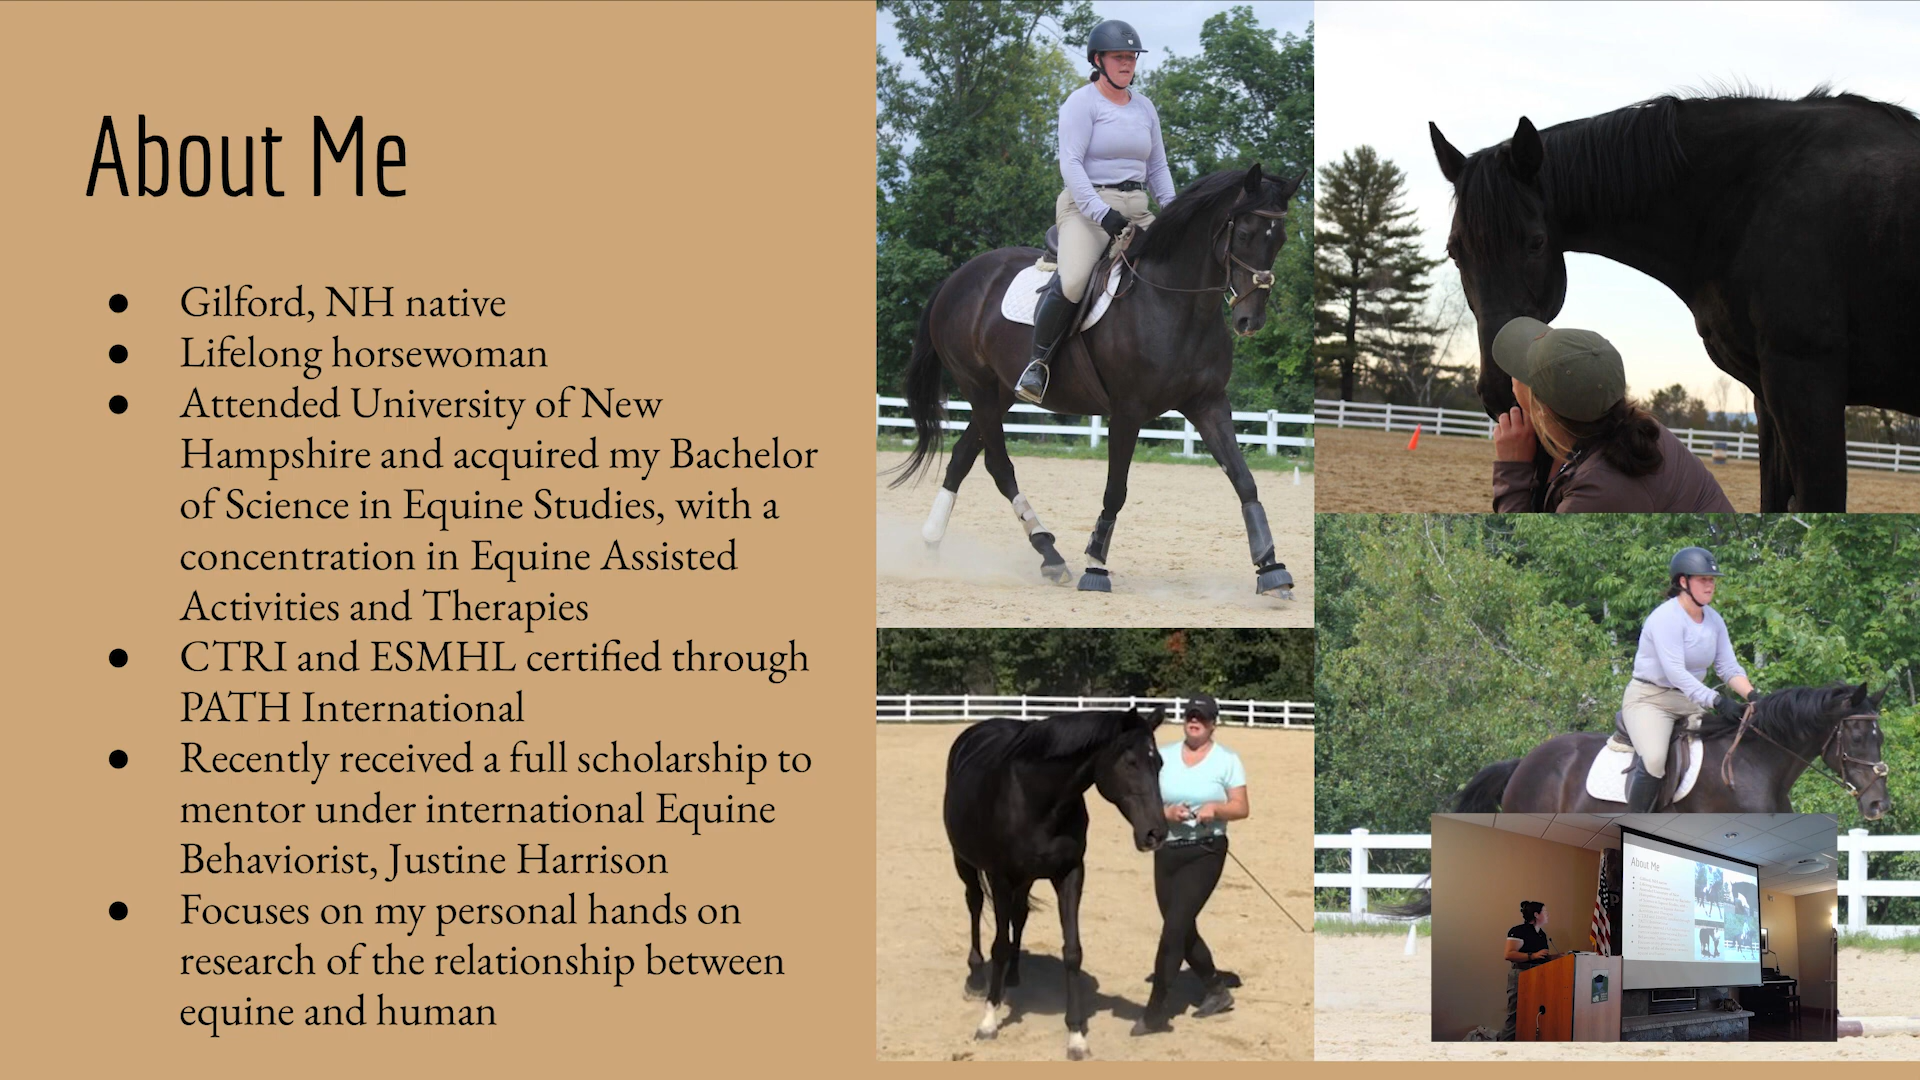 About Me
● Gilford, NH native
● Lifelong horsewoman
● Attended University of New
Hampshire and acquired my Bachelor
of Science in Equine Studies, with a
concentration in Equine Assisted
Activities and Therapies
● CTRI and ESMHL certified through
PATH International
● Recently received a full scholarship to
mentor under international Equine
Behaviorist, Justine Harrison
● Focuses on my personal hands on
research of the relationship between
equine and human
About Me